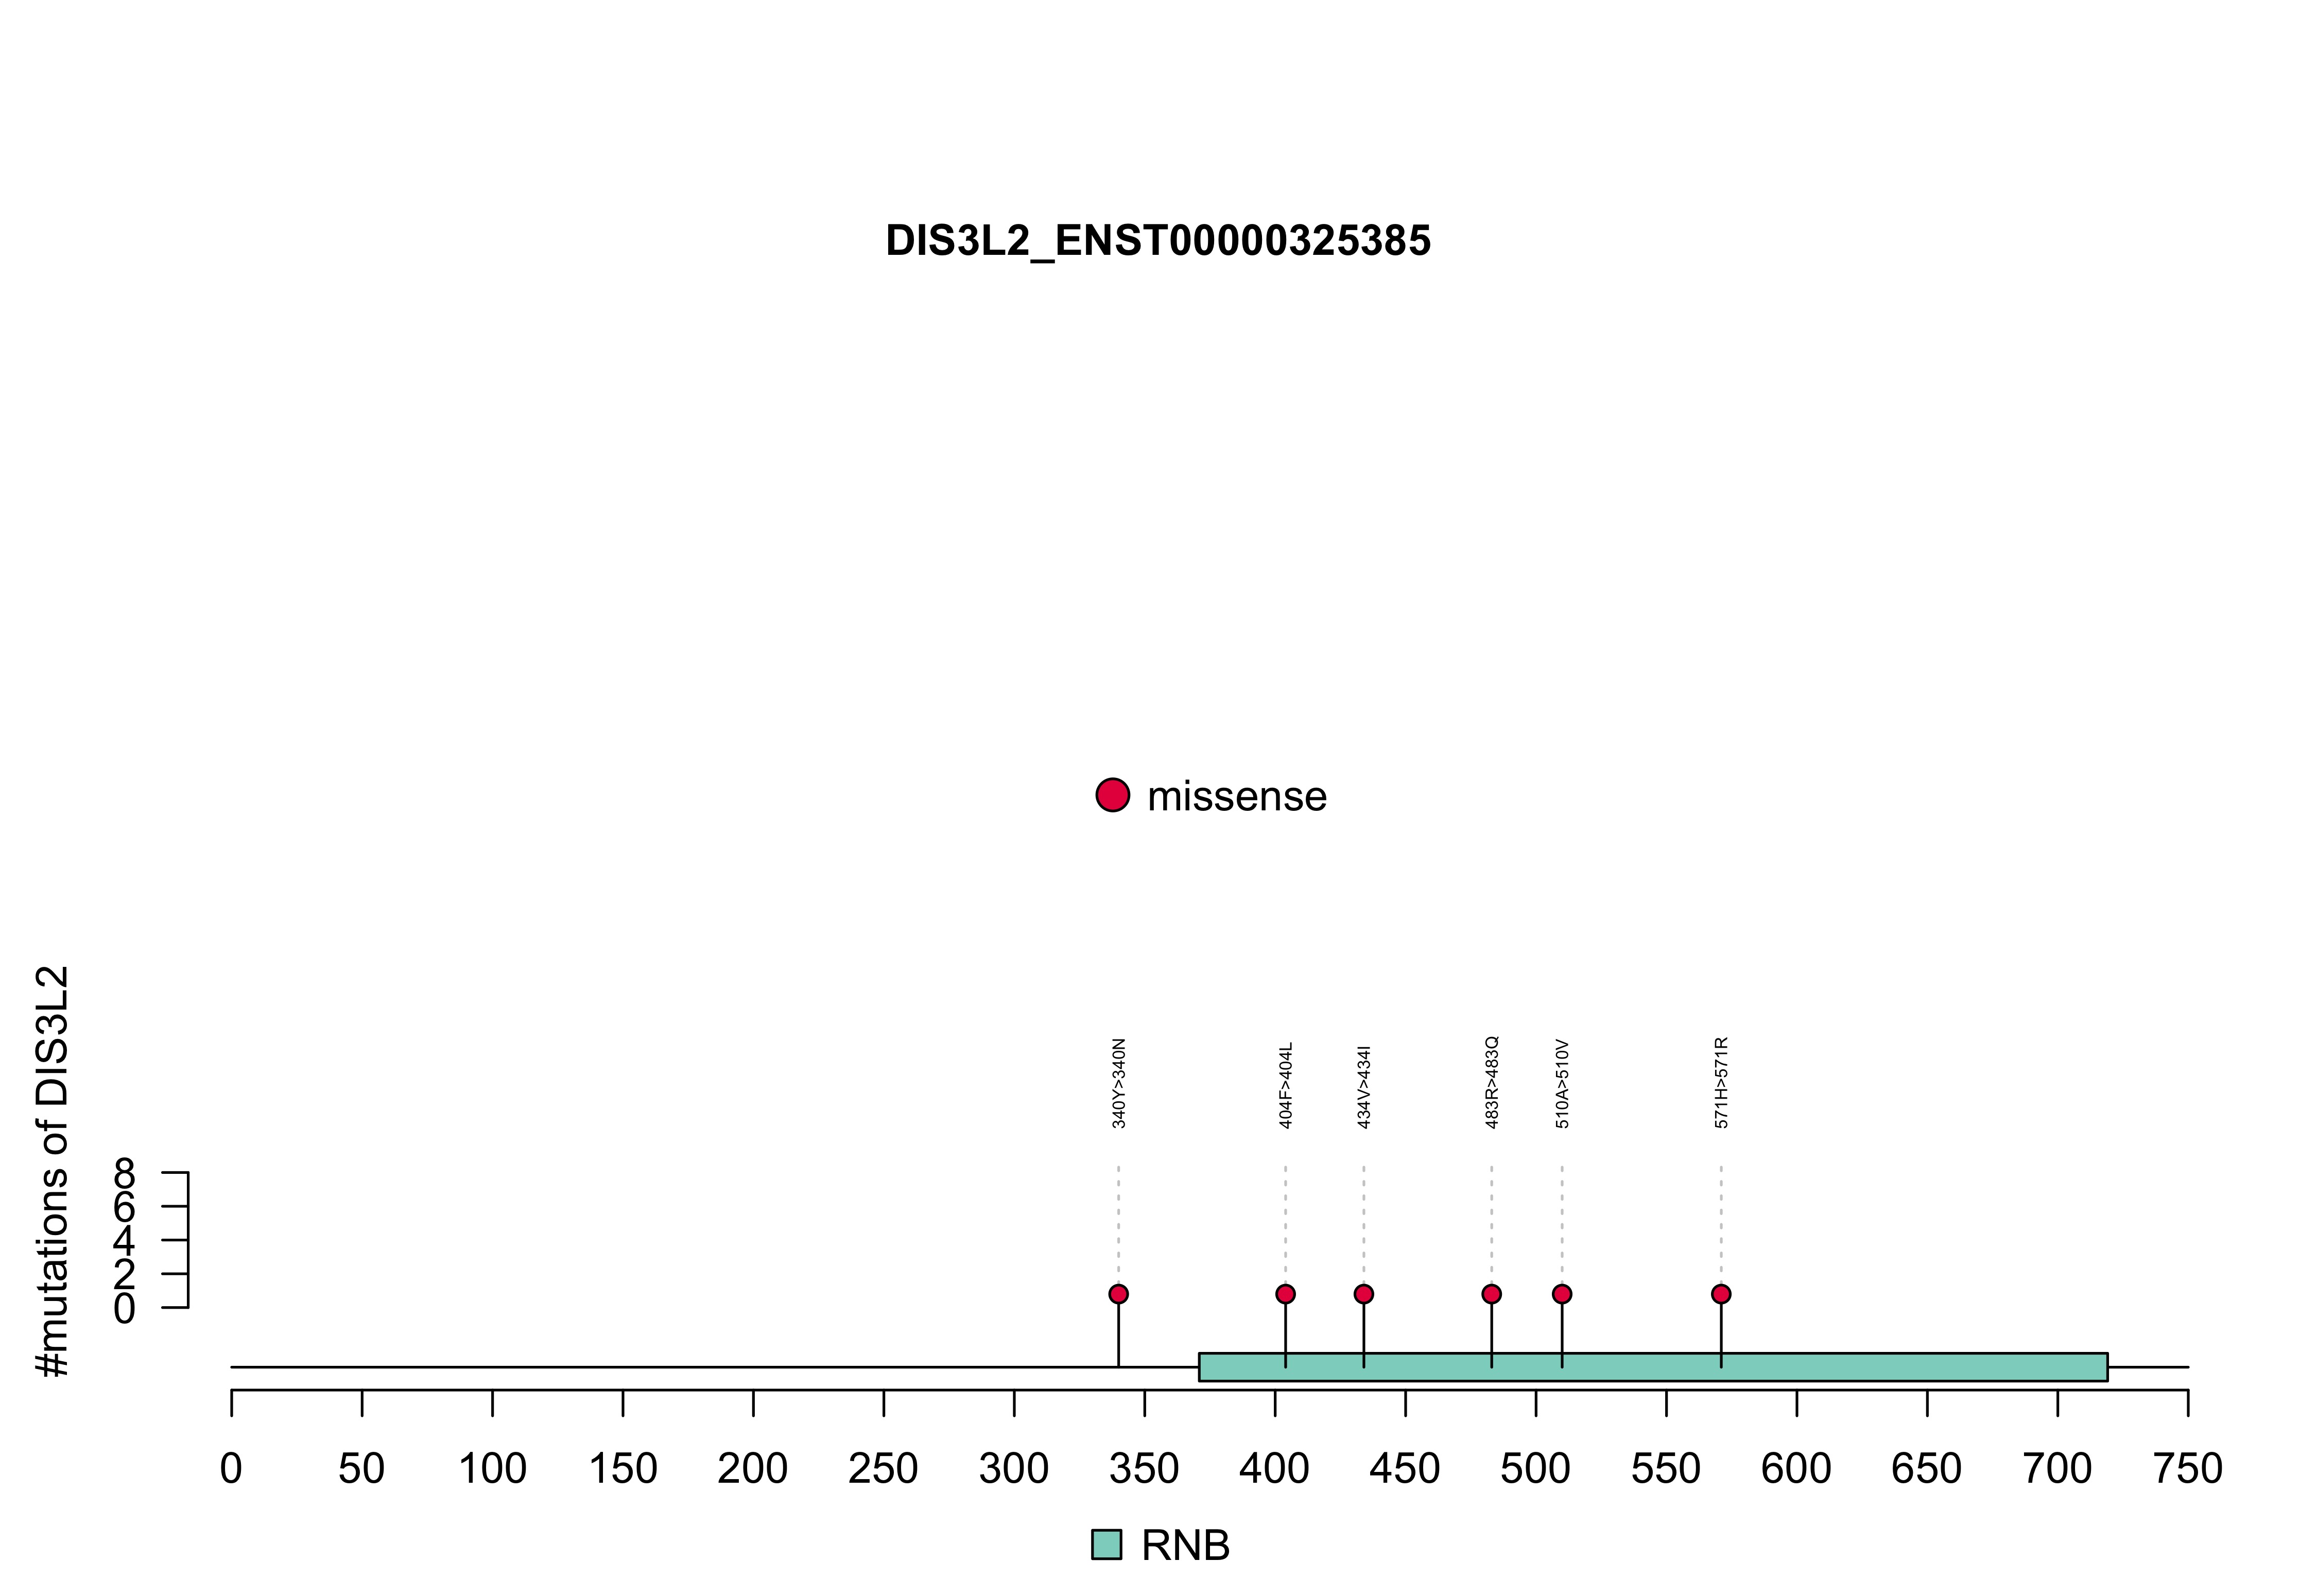 DIS3L2_ENST00000325385
missense
#mutations of DIS3L2
340Y>340N
404F>404L
434V>434I
483R>483Q
510A>510V
571H>571R
8
6
4
2
0
0 50 100 150 200 250 300 350 400 450 500 550 600 650 700 750
RNB